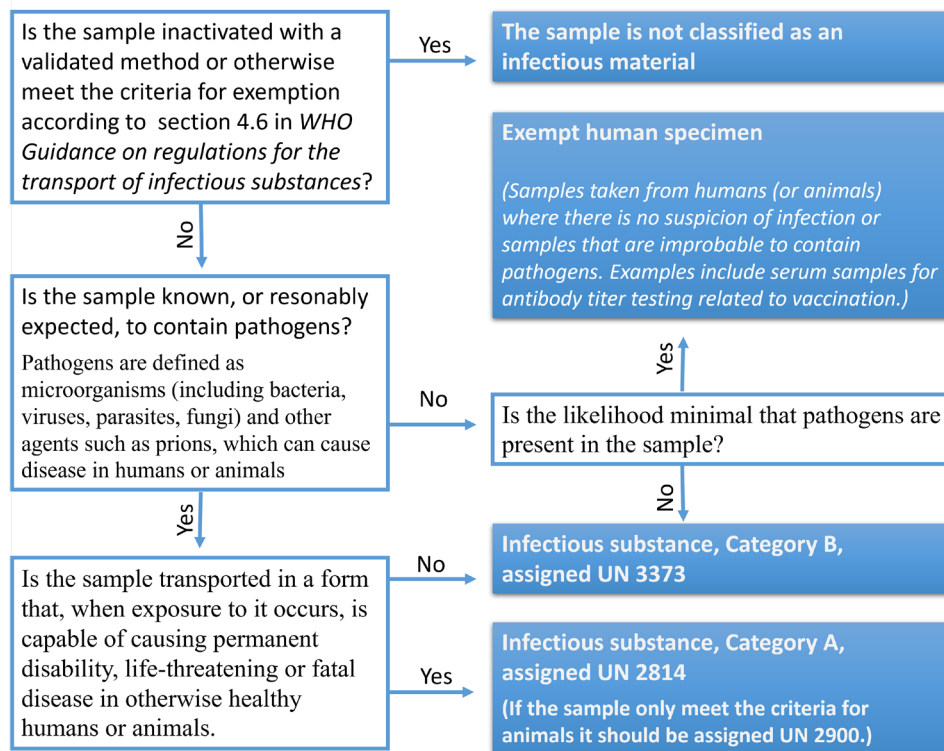 Is the sample inactivated with a
validated method or otherwise
meet the criteria for exemption
according to section 4.6 in WHO
Guidance on regulations for the
transport of infectious substances?
Yes
The sample is not classified as an
infectious material
No
Is the sample known, or resonably
expected, to contain pathogens?
Pathogens are defined as
microorganisms (including bacteria,
viruses, parasites, fungi) and other
agents such as prions, which can cause
disease in humans or animals
No
Is the likelihood minimal that pathogens are
present in the sample?
Yes
Exempt human specimen
(Samples taken from humans (or animals)
where there is no suspicion of infection or
samples that are improbable to contain
pathogens. Examples include serum samples for
antibody titer testing related to vaccination.)
No
Yes
Is the sample transported in a form
that, when exposure to it occurs, is
capable of causing permanent
disability, life-threatening or fatal
disease in otherwise healthy
humans or animals.
No
Infectious substance, Category B,
assigned UN 3373
Yes
Infectious substance, Category A,
assigned UN 2814
(If the sample only meet the criteria for
animals it should be assigned UN 2900.)